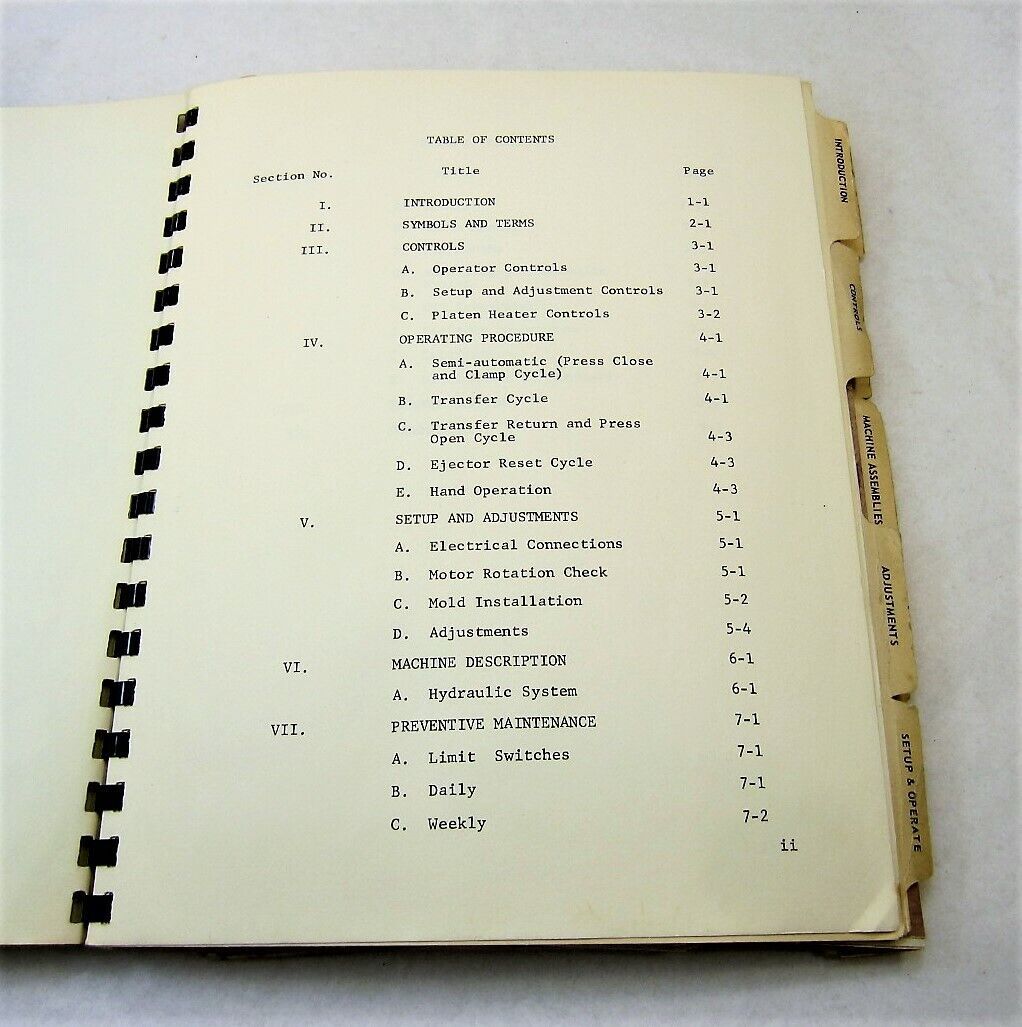 TABLE OF CONTENTS
Section No. Title Page
I. INTRODUCTION 1-1
II. SYMBOLS AND TERMS 2-1
III. CONTROLS 3-1
A. Operator Controls 3-1
B. Setup and Adjustment Controls 3-1
C. Platen Heater Controls 3-2
IV. OPERATING PROCEDURE 4-1
A. Semi-automatic (Press Close
and Clamp Cycle) 4-1
B. Transfer Cycle 4-1
C. Transfer Return and Press
Open Cycle 4-3
D. Ejector Reset Cycle 4-3
E. Hand Operation 4-3
V. SETUP AND ADJUSTMENTS 5-1
A. Electrical Connections 5-1
B. Motor Rotation Check 5-1
C. Mold Installation 5-2
D. Adjustments 5-4
VI. MACHINE DESCRIPTION 6-1
A. Hydraulic System 6-1
VII. PREVENTIVE MAINTENANCE 7-1
A. Limit Switches 7-1
B. Daily 7-1
C. Weekly 7-2
ii
INTRODUCTION
CONTROLS
MACHINE ASSEMBLIES
ADJUSTMENTS
SETUP & OPERATE